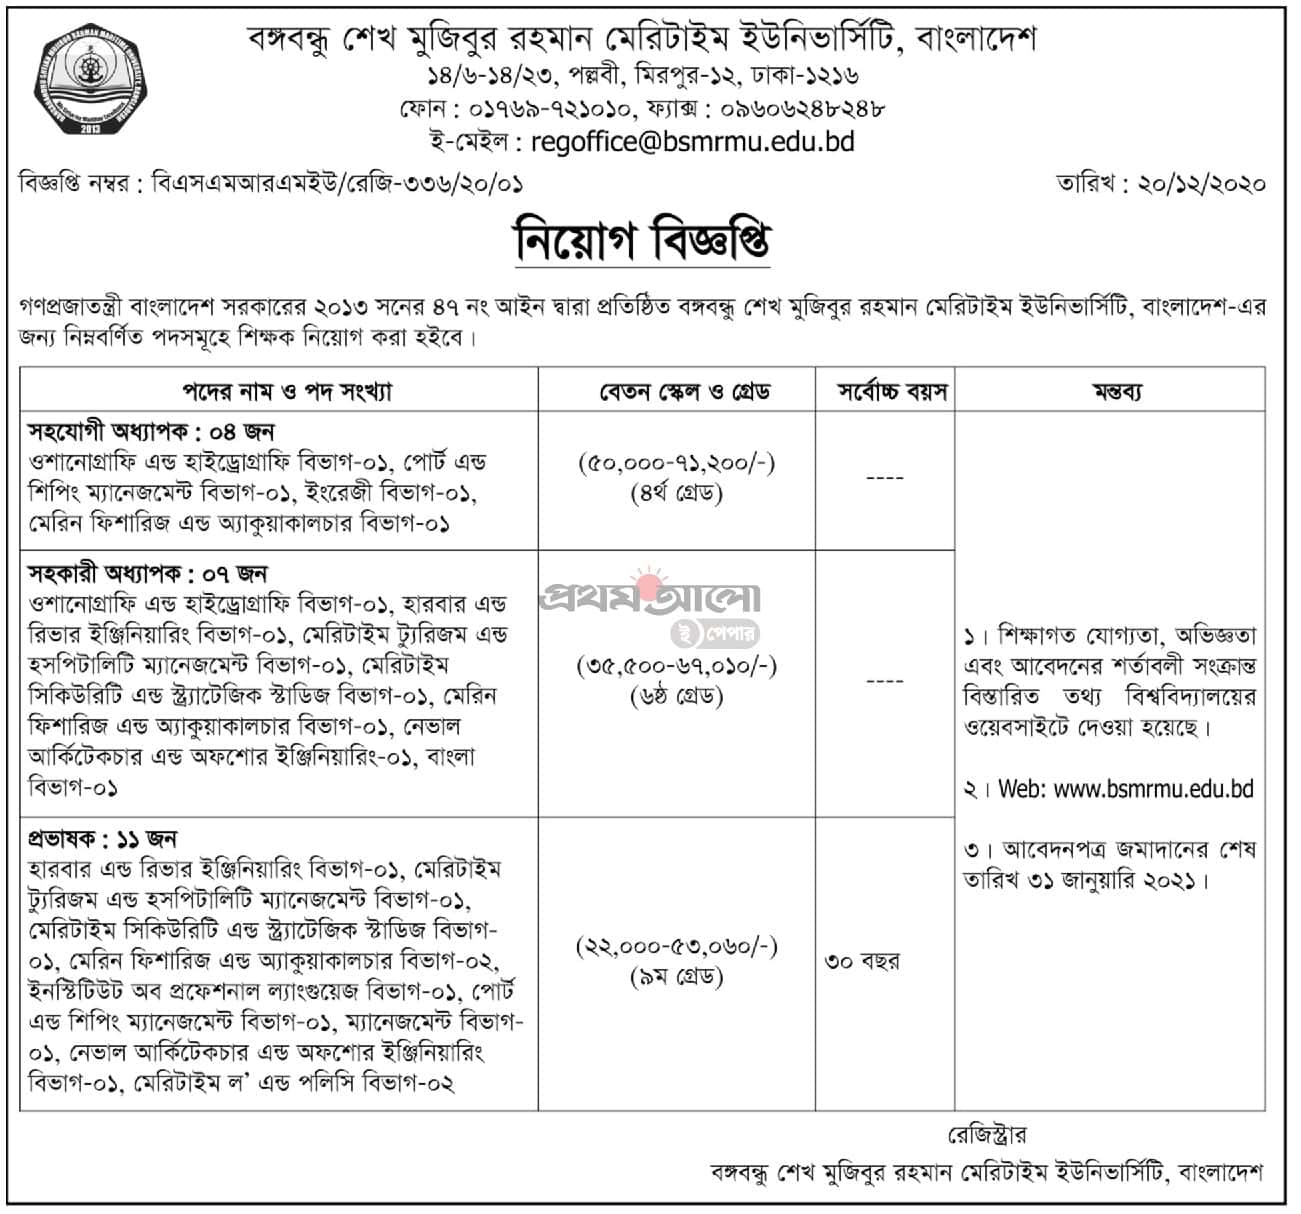 বঙ্গবন্ধু শেখ মুজিবুর রহমান মেরিটাইম ইউনিভার্সিটি, বাংলাদেশ
১৪/৬-১৪/২৩, পল্লবী, মিরপুর-১২, ঢাকা-১২১৬
ফোন : ০১৭৬৯-৭২১০১০, ফ্যাক্স : ০৯৬০৬২৪৮২৪৮
ই-মেইল : regoffice@bsmrmu.edu.bd
2013
বিজ্ঞপ্তি নম্বর : বিএসএমআরএমইউ/রেজি-৩৩৬/২০/০১
তারিখ : ২০/১২/২০২০
নিয়োগ বিজ্ঞপ্তি
গণপ্রজাতন্ত্রী বাংলাদেশ সরকারের ২০১৩ সনের ৪৭ নং আইন দ্বারা প্রতিষ্ঠিত বঙ্গবন্ধু শেখ মুজিবুর রহমান মেরিটাইম ইউনিভার্সিটি, বাংলাদেশ-এর
জন্য নিম্নবর্ণিত পদসমূহে শিক্ষক নিয়োগ করা হইবে।
পদের নাম ও পদ সংখ্যা
বেতন স্কেল ও গ্রেড
সর্বোচ্চ বয়স
মন্তব্য
সহযোগী অধ্যাপক : ০৪ জন
ওশানোগ্রাফি এন্ড হাইড্রোগ্রাফি বিভাগ-০১, পোর্ট এন্ড
শিপিং ম্যানেজমেন্ট বিভাগ-০১, ইংরেজী বিভাগ-০১,
মেরিন ফিশারিজ এন্ড অ্যাকুয়াকালচার বিভাগ-০১
(৫০,০০০-৭১,২০০/-)
(৪র্থ গ্রেড)
----
সহকারী অধ্যাপক : ০৭ জন
ওশানোগ্রাফি এন্ড হাইড্রোগ্রাফি বিভাগ-০১, হারবার এন্ড
রিভার ইঞ্জিনিয়ারিং বিভাগ-০১, মেরিটাইম ট্যুরিজম এন্ড
হসপিটালিটি ম্যানেজমেন্ট বিভাগ-০১, মেরিটাইম
সিকিউরিটি এন্ড স্ট্র্যাটেজিক স্টাডিজ বিভাগ-০১, মেরিন
ফিশারিজ এন্ড অ্যাকুয়াকালচার বিভাগ-০১, নেভাল
আর্কিটেকচার এন্ড অফশোর ইঞ্জিনিয়ারিং-০১, বাংলা
বিভাগ-০১
প্রথম আলো
ই পেপার
(৩৫,৫০০-৬৭,০১০/-)
(৬ষ্ঠ গ্রেড)
----
প্রভাষক : ১১ জন
হারবার এন্ড রিভার ইঞ্জিনিয়ারিং বিভাগ-০১, মেরিটাইম
ট্যুরিজম এন্ড হসপিটালিটি ম্যানেজমেন্ট বিভাগ-০১,
মেরিটাইম সিকিউরিটি এন্ড স্ট্র্যাটেজিক স্টাডিজ বিভাগ-
০১, মেরিন ফিশারিজ এন্ড অ্যাকুয়াকালচার বিভাগ-০২,
ইনস্টিটিউট অব প্রফেশনাল ল্যাংগুয়েজ বিভাগ-০১, পোর্ট
এন্ড শিপিং ম্যানেজমেন্ট বিভাগ-০১, ম্যানেজমেন্ট বিভাগ-
০১, নেভাল আর্কিটেকচার এন্ড অফশোর ইঞ্জিনিয়ারিং
বিভাগ-০১, মেরিটাইম ল’ এন্ড পলিসি বিভাগ-০২
(২২,০০০-৫৩,০৬০/-)
(৯ম গ্রেড)
৩০ বছর
১। শিক্ষাগত যোগ্যতা, অভিজ্ঞতা
এবং আবেদনের শর্তাবলী সংক্রান্ত
বিস্তারিত তথ্য বিশ্ববিদ্যালয়ের
ওয়েবসাইটে দেওয়া হয়েছে।
২। Web: www.bsmrmu.edu.bd
৩। আবেদনপত্র জমাদানের শেষ
তারিখ ৩১ জানুয়ারি ২০২১।
রেজিস্ট্রার
বঙ্গবন্ধু শেখ মুজিবুর রহমান মেরিটাইম ইউনিভার্সিটি, বাংলাদেশ